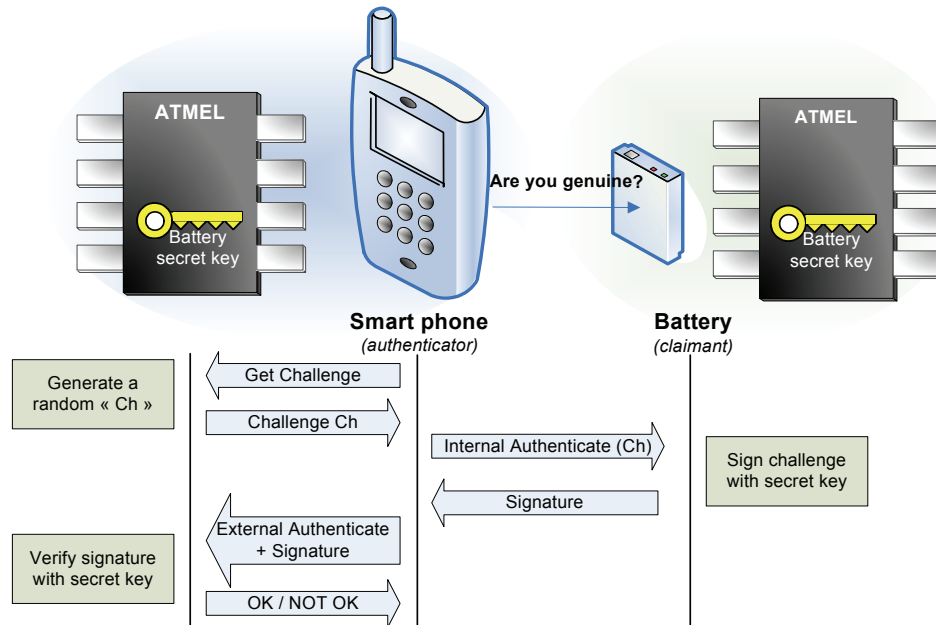 ATMEL
Battery
secret key
Are you genuine?
ATMEL
Battery
secret key
Smart phone
(authenticator)
Battery
(claimant)
Generate a
random « Ch »
Get Challenge
Challenge Ch
Internal Authenticate (Ch)
Sign challenge
with secret key
Signature
External Authenticate
+ Signature
Verify signature
with secret key
OK / NOT OK